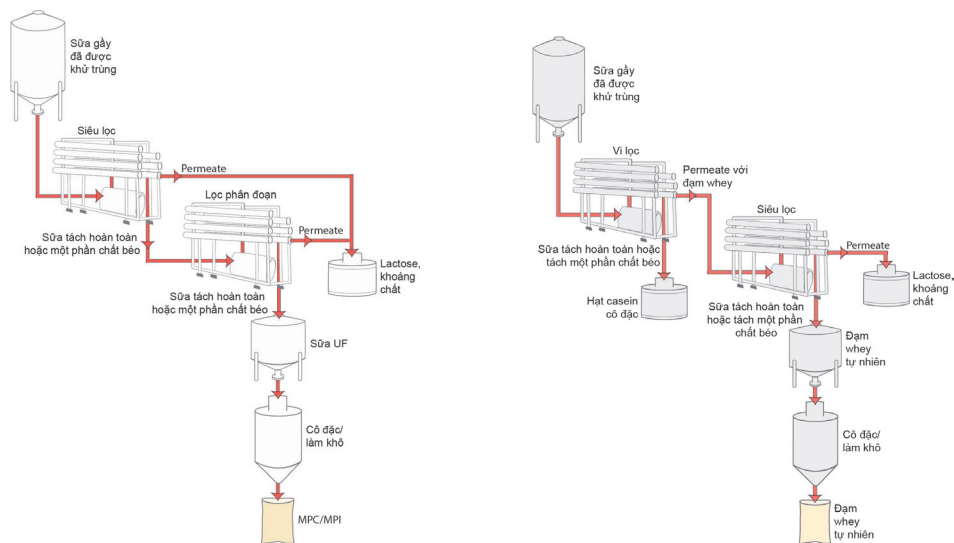 Sữa gầy
đã được
khử trùng
Siêu lọc
Permeate
Lọc phân đoạn
Permeate
Sữa tách hoàn toàn
hoặc một phần chất béo
Lactose,
khoáng
chất
Sữa tách hoàn toàn
hoặc một phần chất béo
Sữa UF
Cô đặc/
làm khô
MPC/MPI
Sữa gầy
đã được
khử trùng
Vi lọc
Permeate với
đạm whey
Siêu lọc
Permeate
Sữa tách hoàn toàn hoặc
tách một phần chất béo
Lactose,
khoáng
chất
Hạt casein
cô đặc
Sữa tách hoàn toàn
hoặc tách một phần
chất béo
Đạm
whey
tự nhiên
Cô đặc/
làm khô
Đạm
whey
tự nhiên